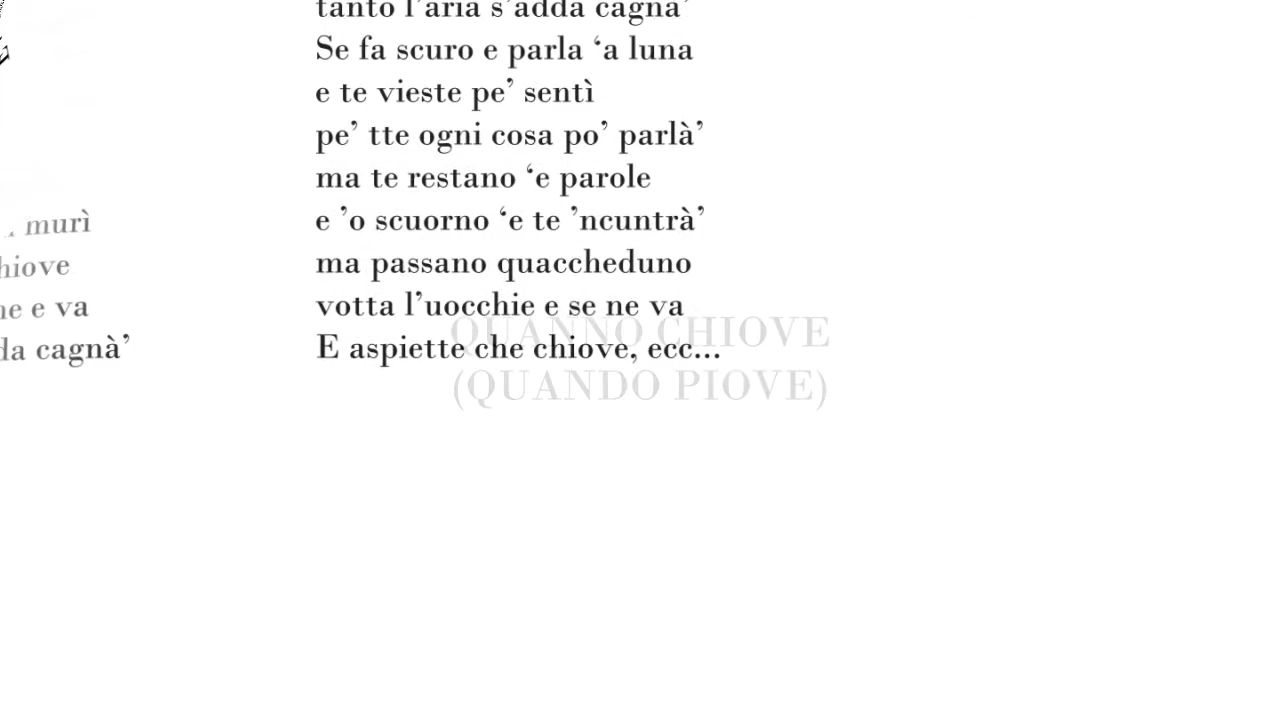 murì
hiove
e va
da cagnà’
tanto l’aria s’adda cagnà’
Se fa scuro e parla ‘a luna
e te vieste pe’ sentì
pe’ tte ogni cosa po’ parlà’
ma te restano ‘e parole
e ’o scuorno ‘e te ’ncuntrà’
ma passano quaccheduno
votta l’uocchie e se ne va
E aspiette che chiove, ecc...
QUANNO CHIOVE
(QUANDO PIOVE)